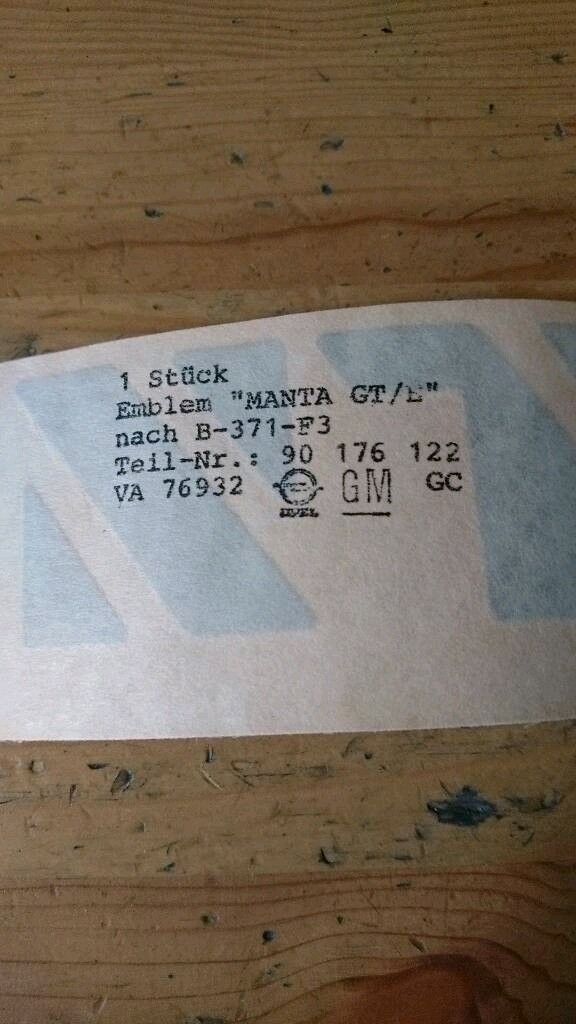 1 Stück
Emblem "MANTA GT/E"
nach B-371-F3
Teil-Nr.: 90 176 122
VA 76932 OPEL GM GC